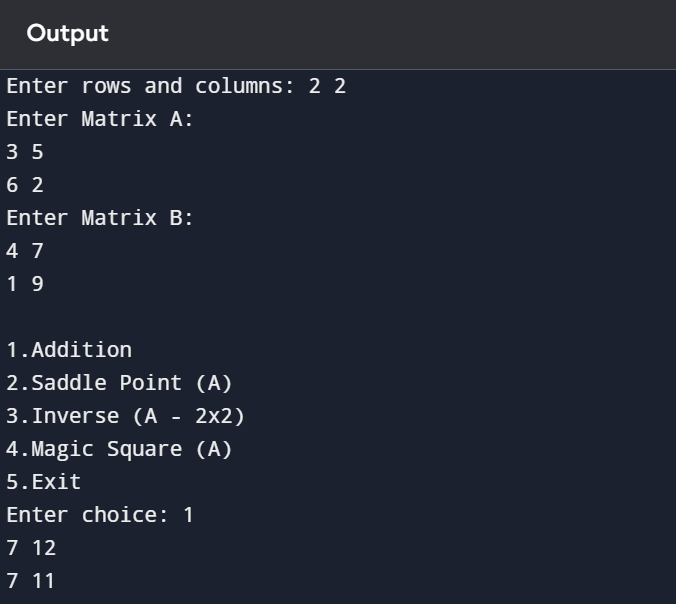 Output
Enter rows and columns: 2 2
Enter Matrix A:
3 5
6 2
Enter Matrix B:
4 7
1 9
1.Addition
2.Saddle Point (A)
3.Inverse (A - 2x2)
4.Magic Square (A)
5.Exit
Enter choice: 1
7 12
7 11